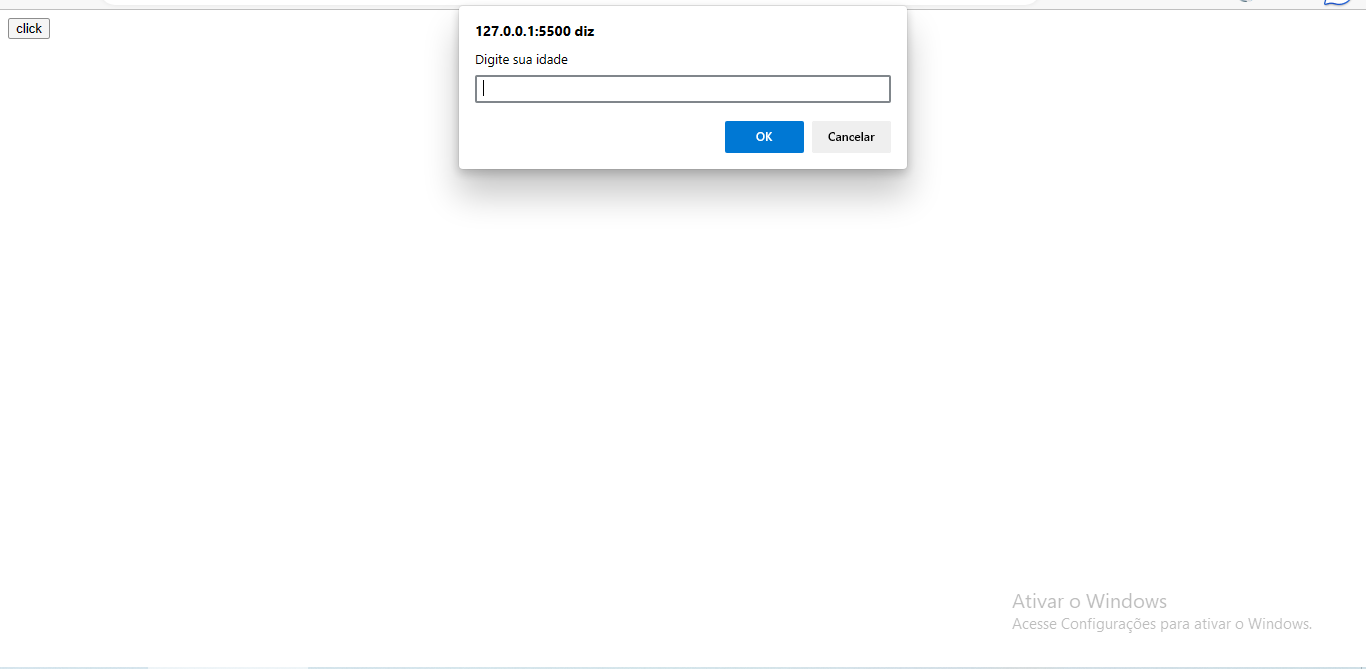 click
127.0.0.1:5500 diz
Digite sua idade
OK
Cancelar
Ativar o Windows
Acesse Configurações para ativar o Windows.